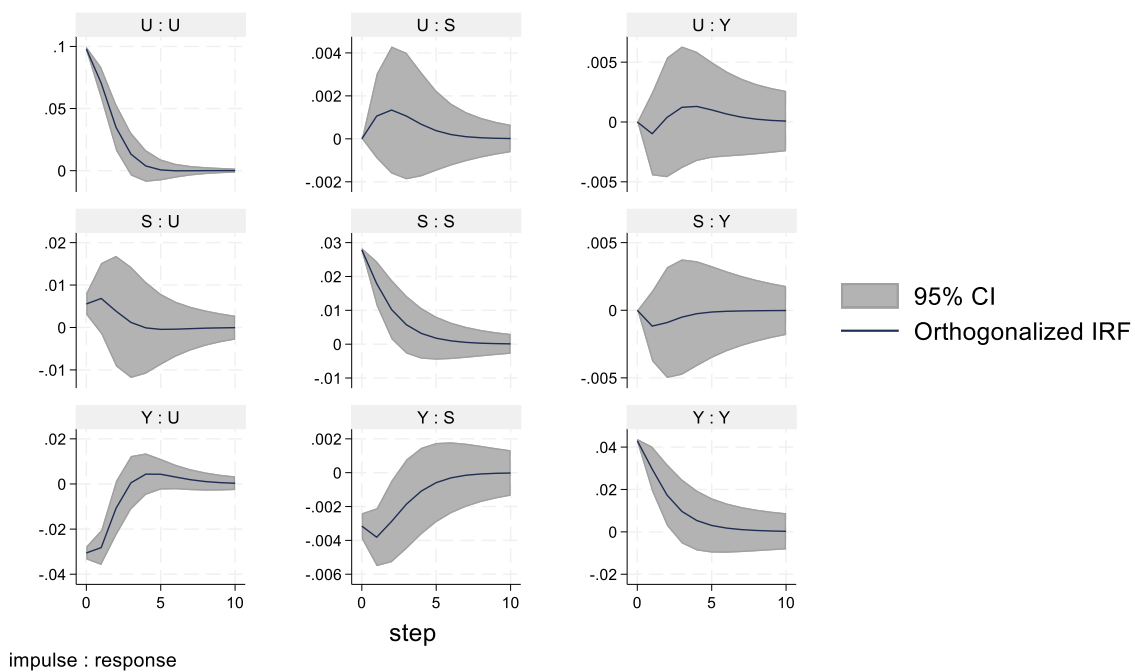 U : U
U : S
U : Y
.1
.05
0
.004
.002
0
-.002
.005
0
-.005
S : U
S : S
S : Y
.02
.01
0
-.01
.03
.02
.01
0
-.01
.005
0
-.005
95% CI
Orthogonalized IRF
Y : U
Y : S
Y : Y
.02
0
-.02
-.04
.002
0
-.002
-.004
-.006
.04
.02
0
-.02
0 5 10
0 5 10
0 5 10
step
impulse : response